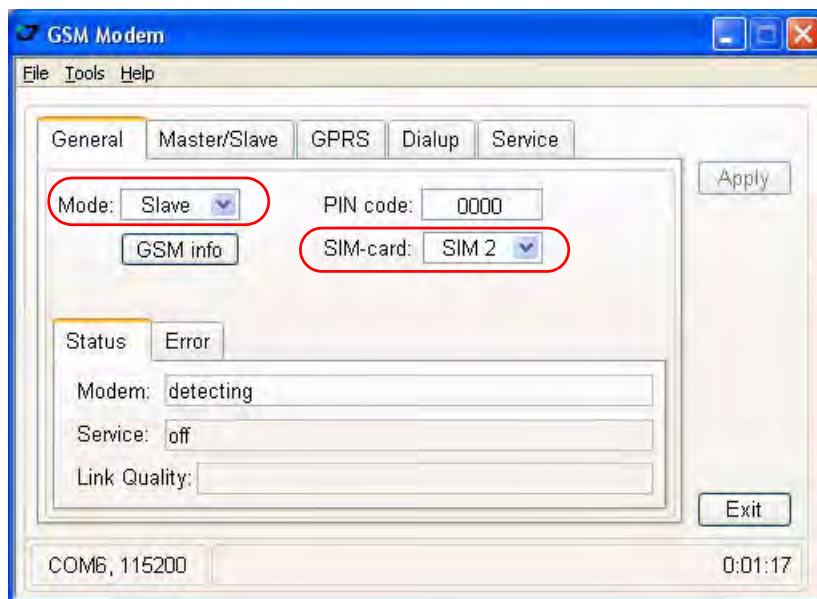 GSM Modem
File Tools Help
General Master/Slave GPRS Dialup Service
Apply
Mode: Slave PIN code: 0000
GSM info SIM-card: SIM 2
Status Error
Modem: detecting
Service: off
Link Quality:
Exit
COM6, 115200 0:01:17